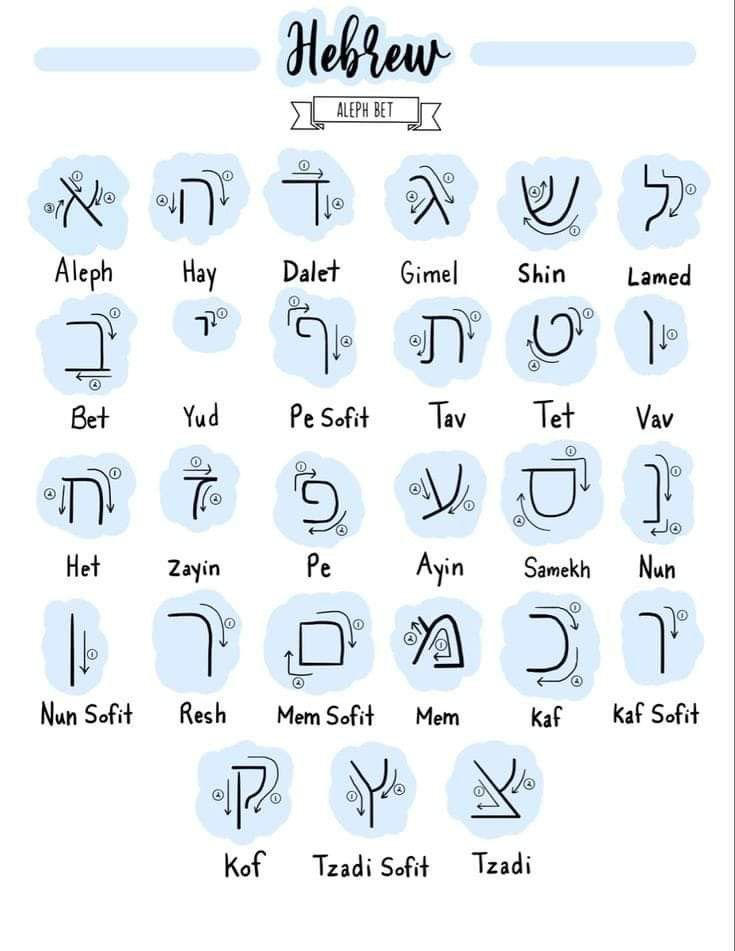 Hebrew
ALEPH BET
א ה ד ג ש ל
Aleph Hay Dalet Gimel Shin Lamed
ב י ף ת ט ו
Bet Yud Pe Sofit Tav Tet Vav
ח ז פ ע ס נ
Het Zayin Pe Ayin Samekh Nun
ן ר ם מ כ ך
Nun Sofit Resh Mem Sofit Mem Kaf Kaf Sofit
ק ץ צ
Kof Tzadi Sofit Tzadi